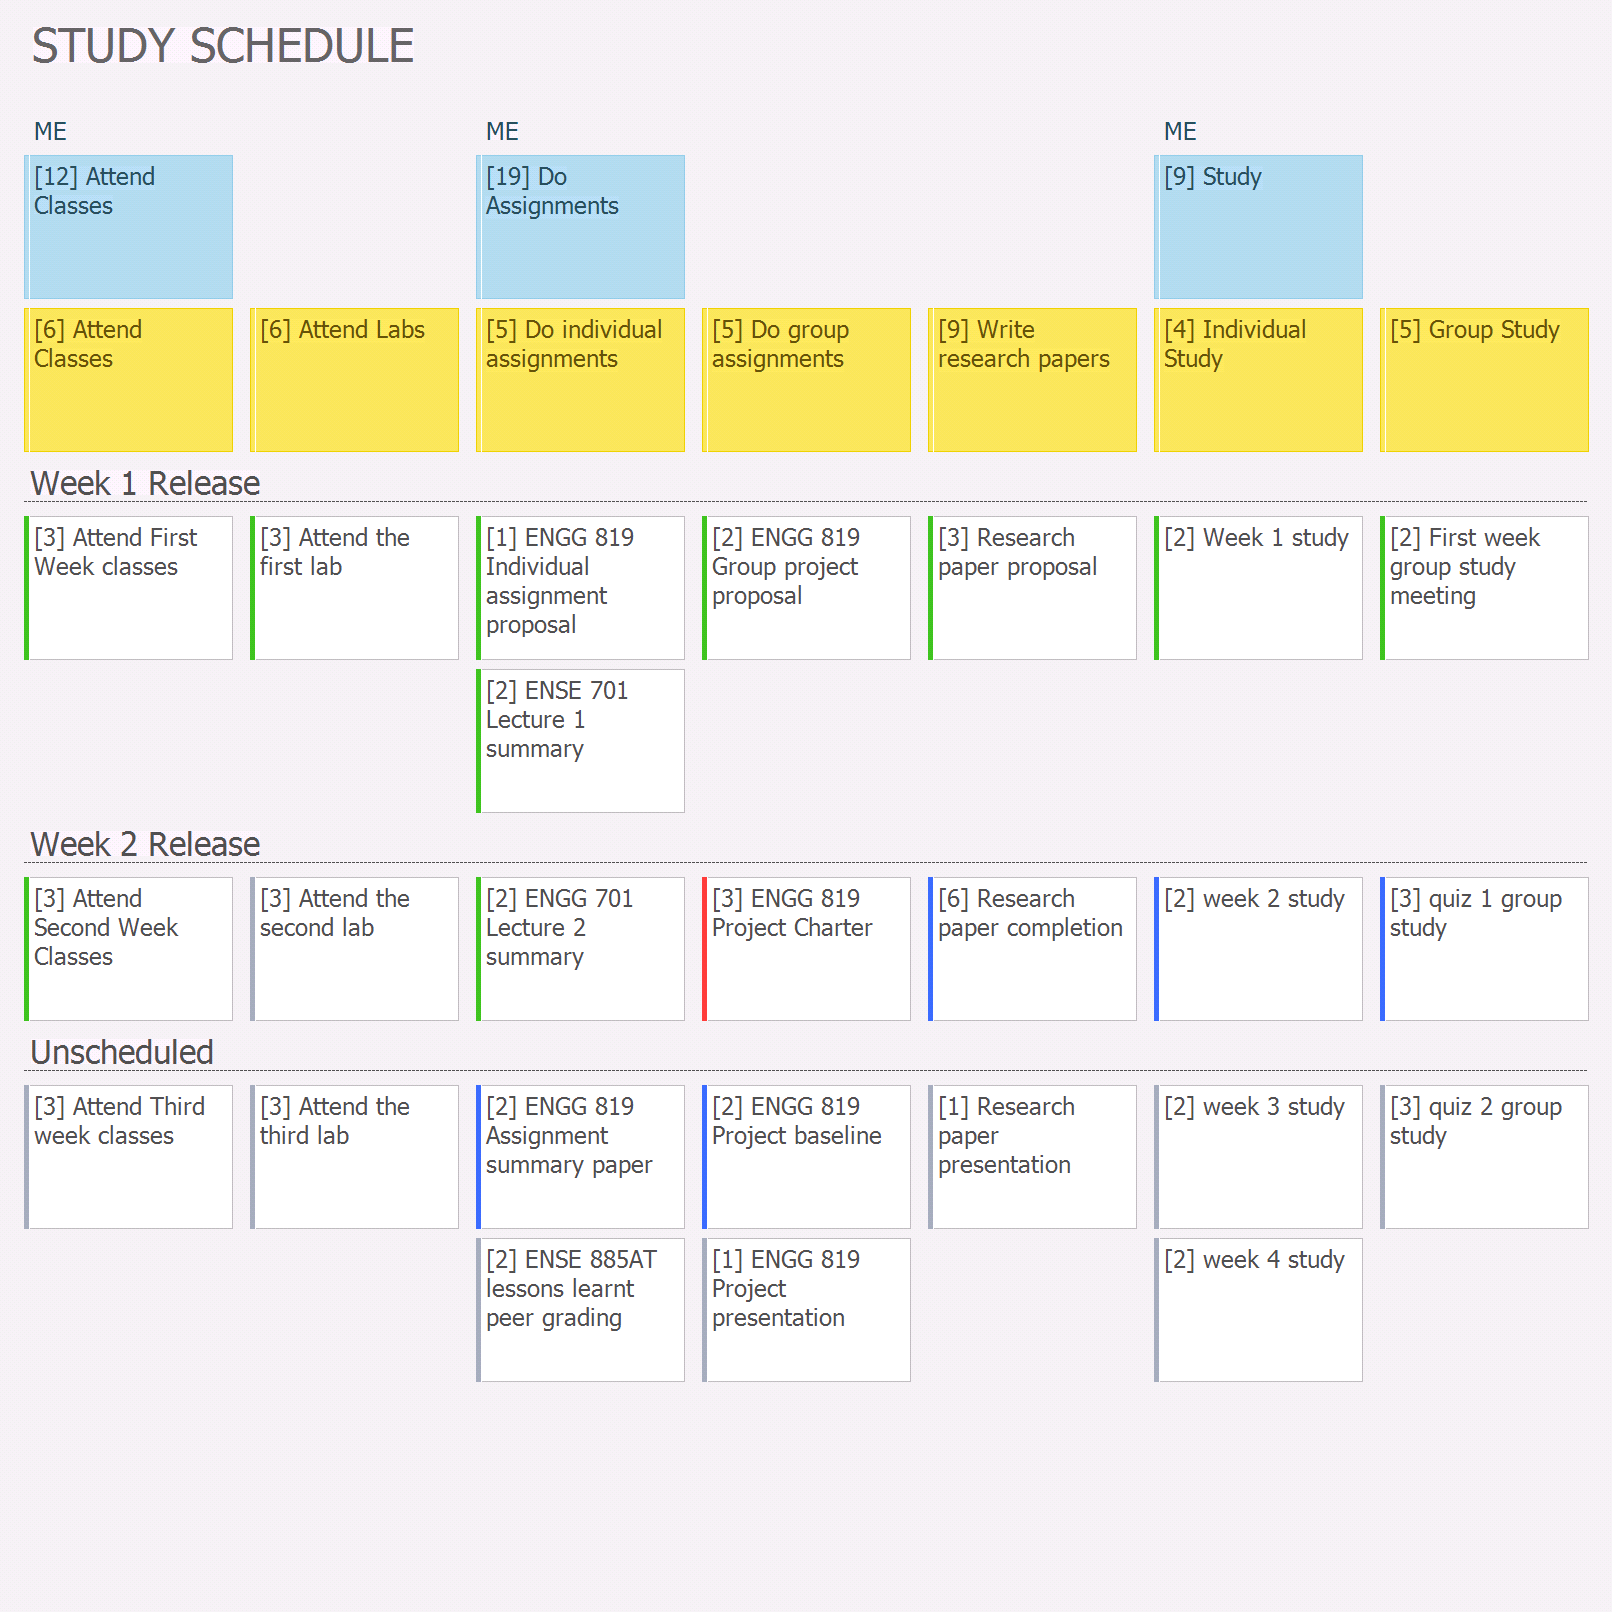 STUDY SCHEDULE
ME
ME
ME
[12] Attend
Classes
[19] Do
Assignments
[9] Study
[6] Attend
Classes
[6] Attend Labs
[5] Do individual
assignments
[5] Do group
assignments
[9] Write
research papers
[4] Individual
Study
[5] Group Study
Week 1 Release
[3] Attend First
Week classes
[3] Attend the
first lab
[1] ENGG 819
Individual
assignment
proposal
[2] ENGG 819
Group project
proposal
[3] Research
paper proposal
[2] Week 1 study
[2] First week
group study
meeting
[2] ENSE 701
Lecture 1
summary
Week 2 Release
[3] Attend
Second Week
Classes
[3] Attend the
second lab
[2] ENGG 701
Lecture 2
summary
[3] ENGG 819
Project Charter
[6] Research
paper completion
[2] week 2 study
[3] quiz 1 group
study
Unscheduled
[3] Attend Third
week classes
[3] Attend the
third lab
[2] ENGG 819
Assignment
summary paper
[2] ENGG 819
Project baseline
[1] Research
paper
presentation
[2] week 3 study
[3] quiz 2 group
study
[2] ENSE 885AT
lessons learnt
peer grading
[1] ENGG 819
Project
presentation
[2] week 4 study